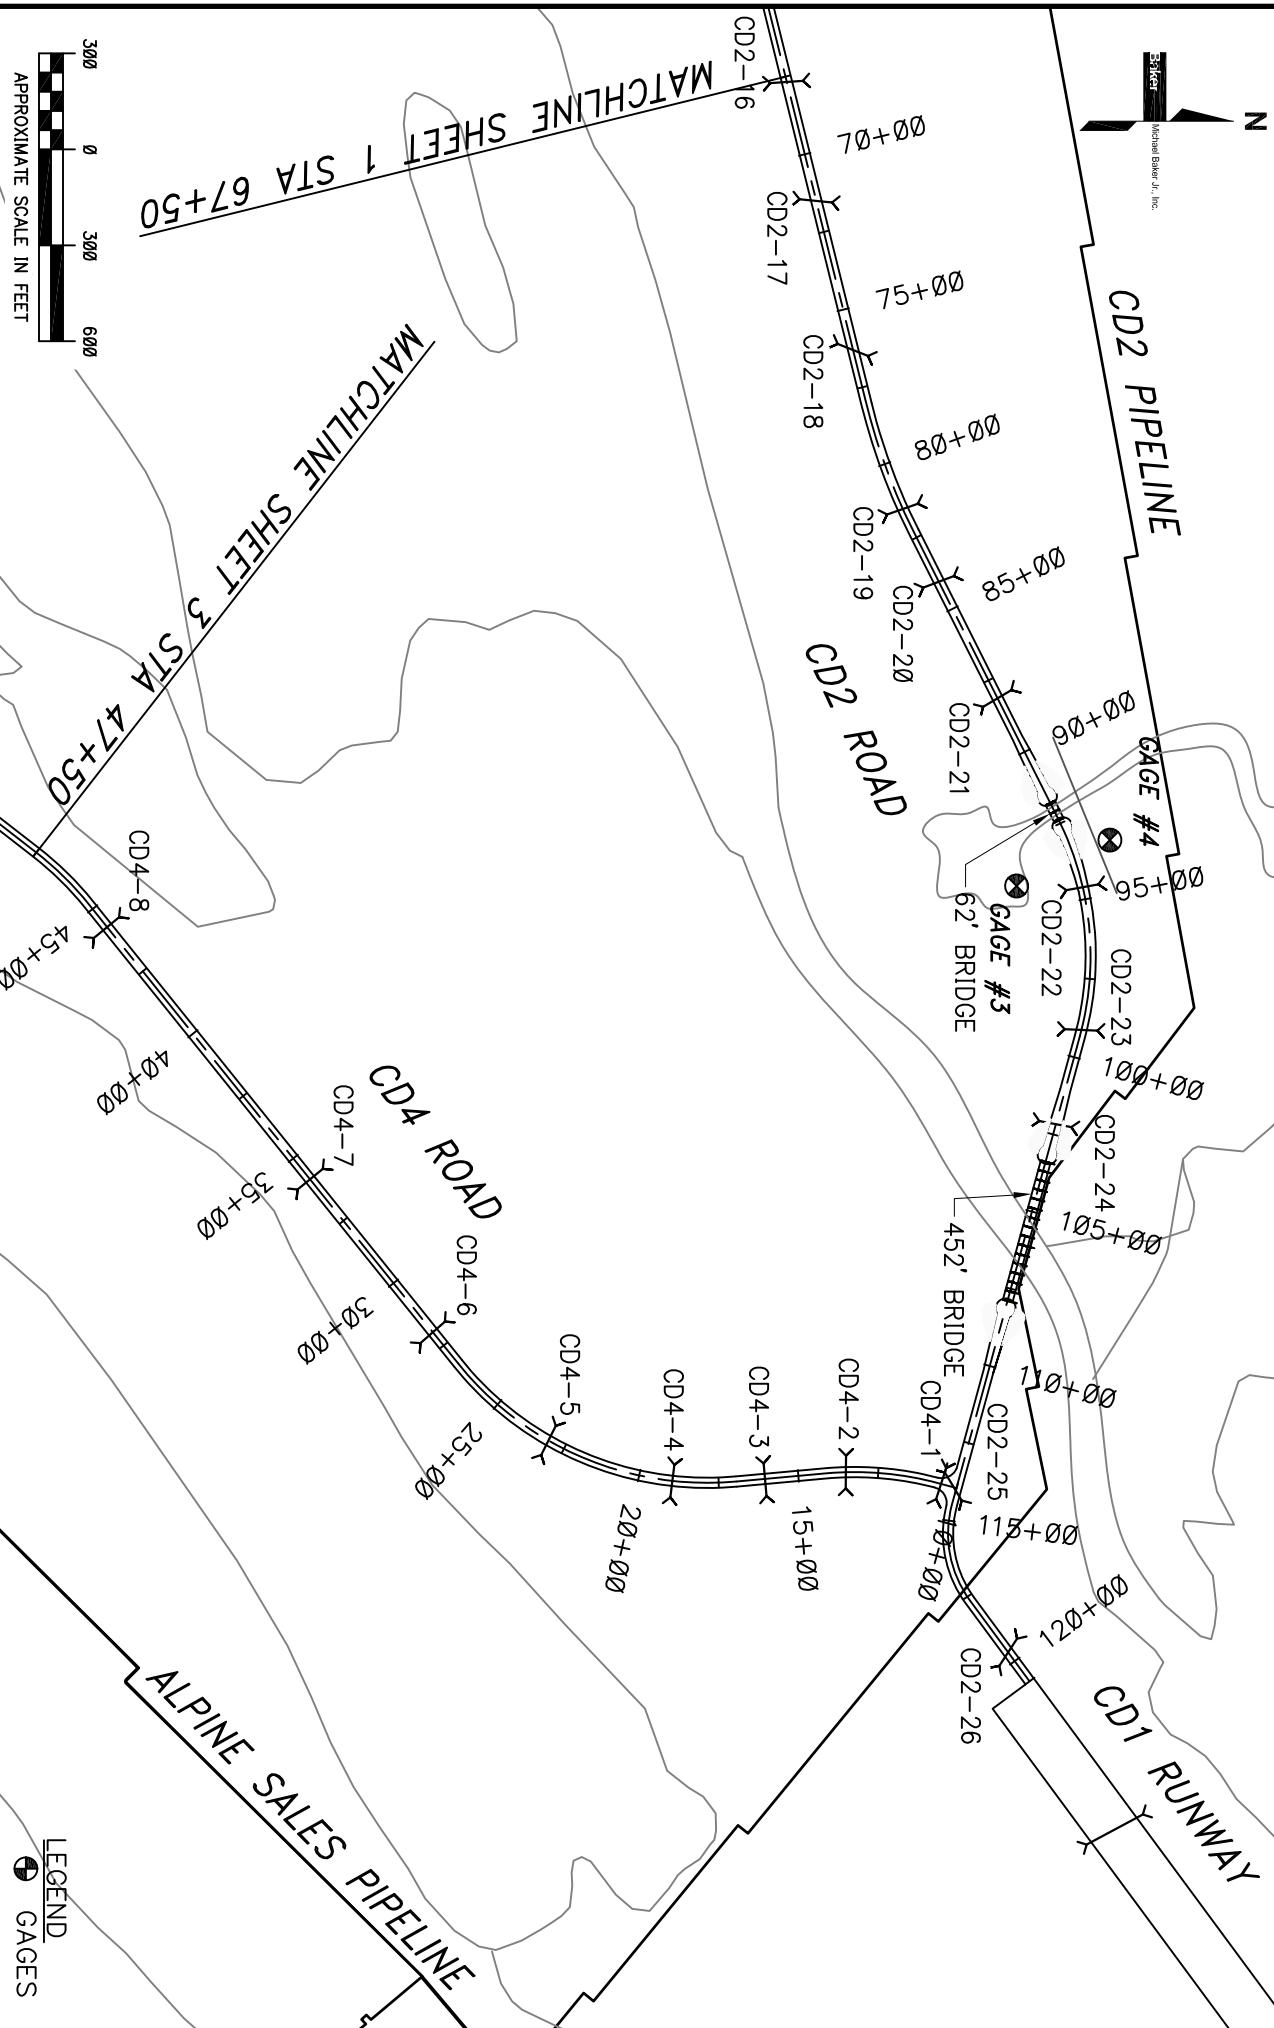 N
Baker
Michael Baker Jr., Inc.
CD2 PIPELINE
CD2-16
CD2-17
CD2-18
CD2-19
CD2-20
CD2-21
CD2-22
CD2-23
CD2-24
CD2-25
CD2-26
70+00
75+00
80+00
85+00
90+00
95+00
100+00
105+00
110+00
115+00
120+00
CD2 ROAD
GAGE #4
GAGE #3
62' BRIDGE
452' BRIDGE
CD1 RUNWAY
MATCHLINE SHEET 1 STA 67+50
MATCHLINE SHEET 3 STA 47+50
CD4 ROAD
CD4-1
CD4-2
CD4-3
CD4-4
CD4-5
CD4-6
CD4-7
CD4-8
10+00
15+00
20+00
25+00
30+00
35+00
40+00
45+00
ALPINE SALES PIPELINE
300 0 300 600
APPROXIMATE SCALE IN FEET
LEGEND
GAGES